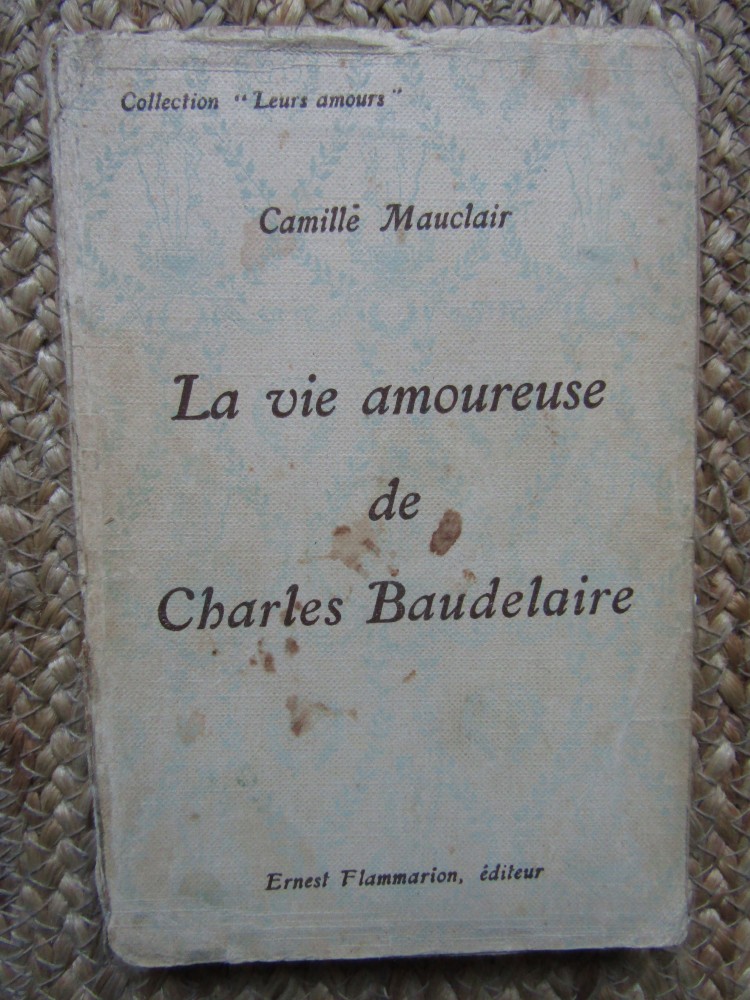 Collection "Leurs amours"
Camille Mauclair
La vie amoureuse
de
Charles Baudelaire
Ernest Flammarion, éditeur